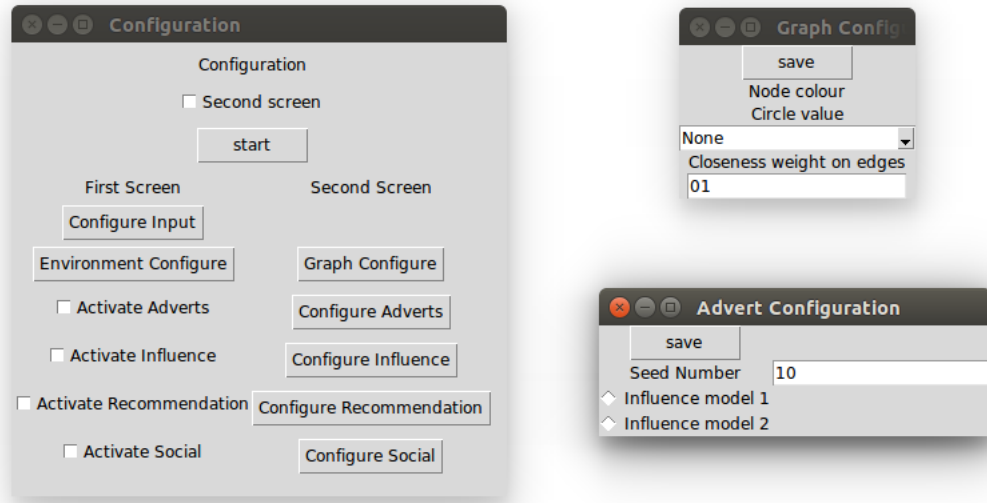 Configuration
Configuration
Second screen
start
First Screen Second Screen
Configure Input
Environment Configure Graph Configure
Activate Adverts Configure Adverts
Activate Influence Configure Influence
Activate Recommendation Configure Recommendation
Activate Social Configure Social
Graph Config
save
Node colour
Circle value
None
Closeness weight on edges
01
Advert Configuration
save
Seed Number 10
Influence model 1
Influence model 2